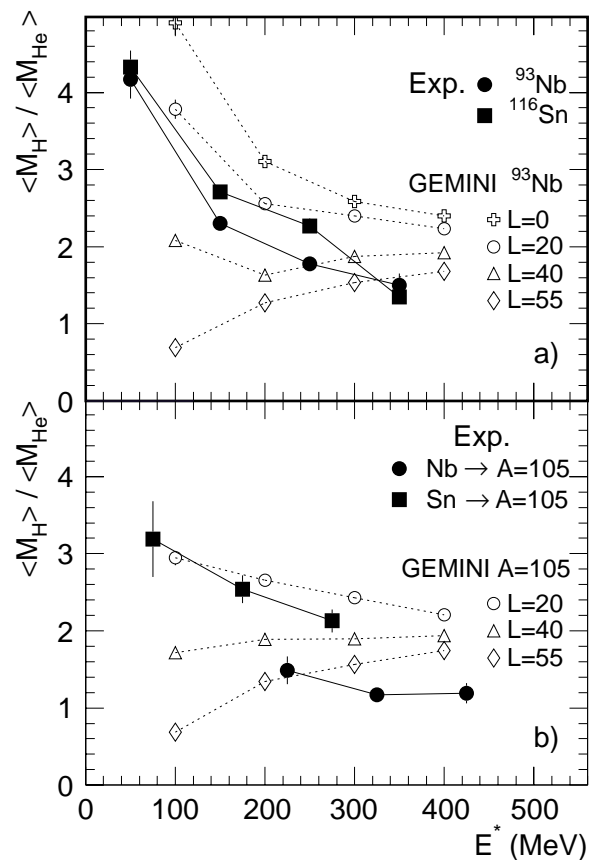 <M_H> / <M_He>
4
3
2
1
0
Exp. ● ⁹³Nb
■ ¹¹⁶Sn
GEMINI ⁹³Nb
L=0
L=20
L=40
L=55
a)
<M_H> / <M_He>
4
3
2
1
0
Exp.
Nb → A=105
Sn → A=105
GEMINI A=105
L=20
L=40
L=55
b)
0 100 200 300 400 500
E* (MeV)